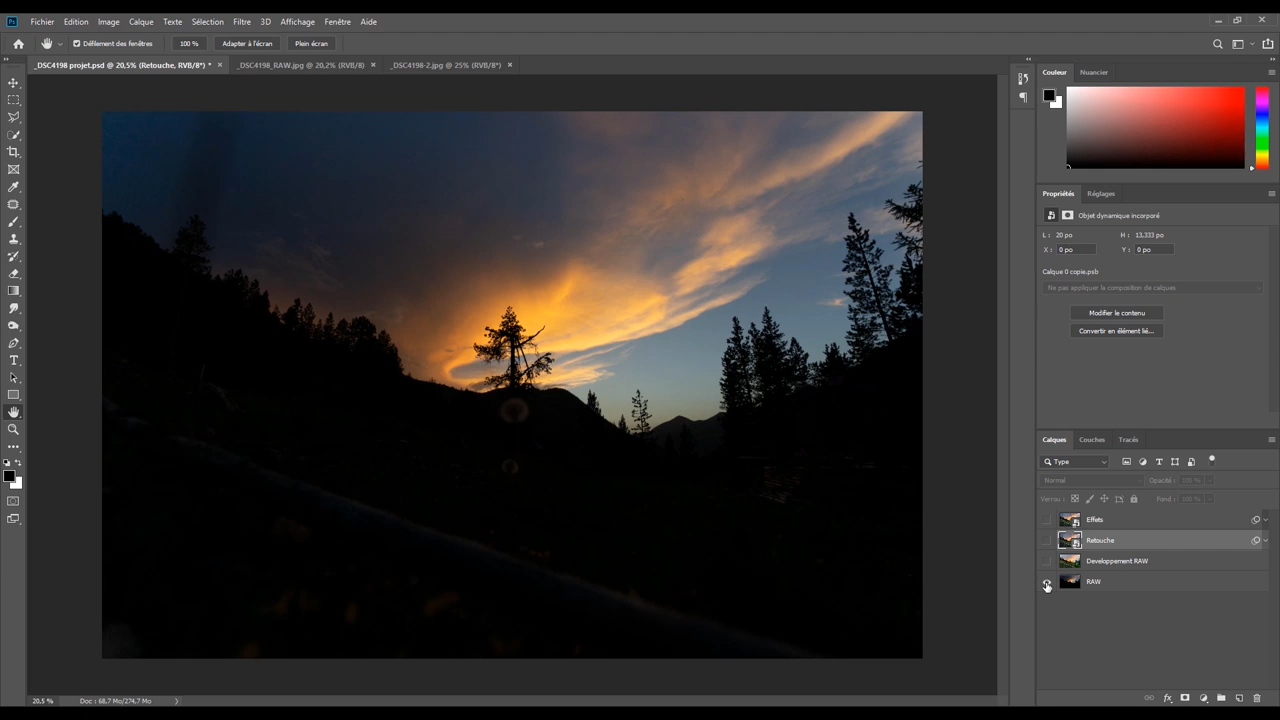 Ps Fichier Edition Image Calque Texte Sélection Filtre 3D Affichage Fenêtre Aide
Défilement des fenêtres 100 % Adapter à l'écran Plein écran
_DSC4198 projet.psd @ 20,5% (Retouche, RVB/8*) * × _DSC4198_RAW.jpg @ 20,2% (RVB/8) × _DSC4198-2.jpg @ 25% (RVB/8*) ×
Couleur Nuancier
Propriétés Réglages
Objet dynamique incorporé
L : 20 po H : 13,333 po
X : 0 po Y : 0 po
Calque 0 copie.psb
Ne pas appliquer la composition de calques
Modifier le contenu
Convertir en élément lié...
Calques Couches Tracés
Type
Normal Opacité : 100 %
Verrou : Fond : 100 %
Effets
Retouche
Developpement RAW
RAW
20,5 % Doc : 68,7 Mo/274,7 Mo